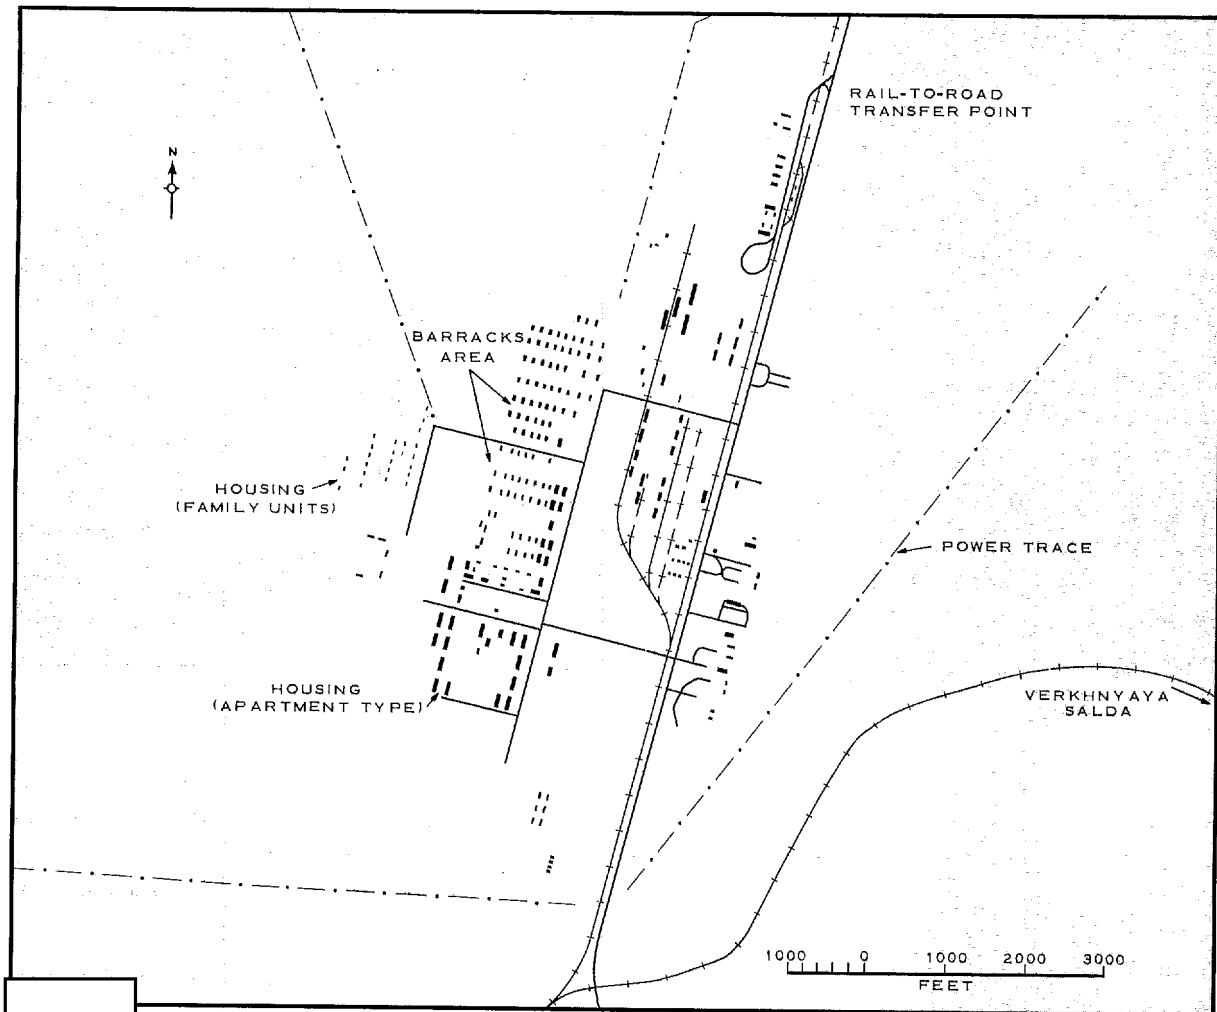 RAIL-TO-ROAD
TRANSFER POINT
N
BARRACKS
AREA
HOUSING
(FAMILY UNITS)
POWER TRACE
HOUSING
(APARTMENT TYPE)
VERKHNYAYA
SALDA
1000 0 1000 2000 3000
FEET